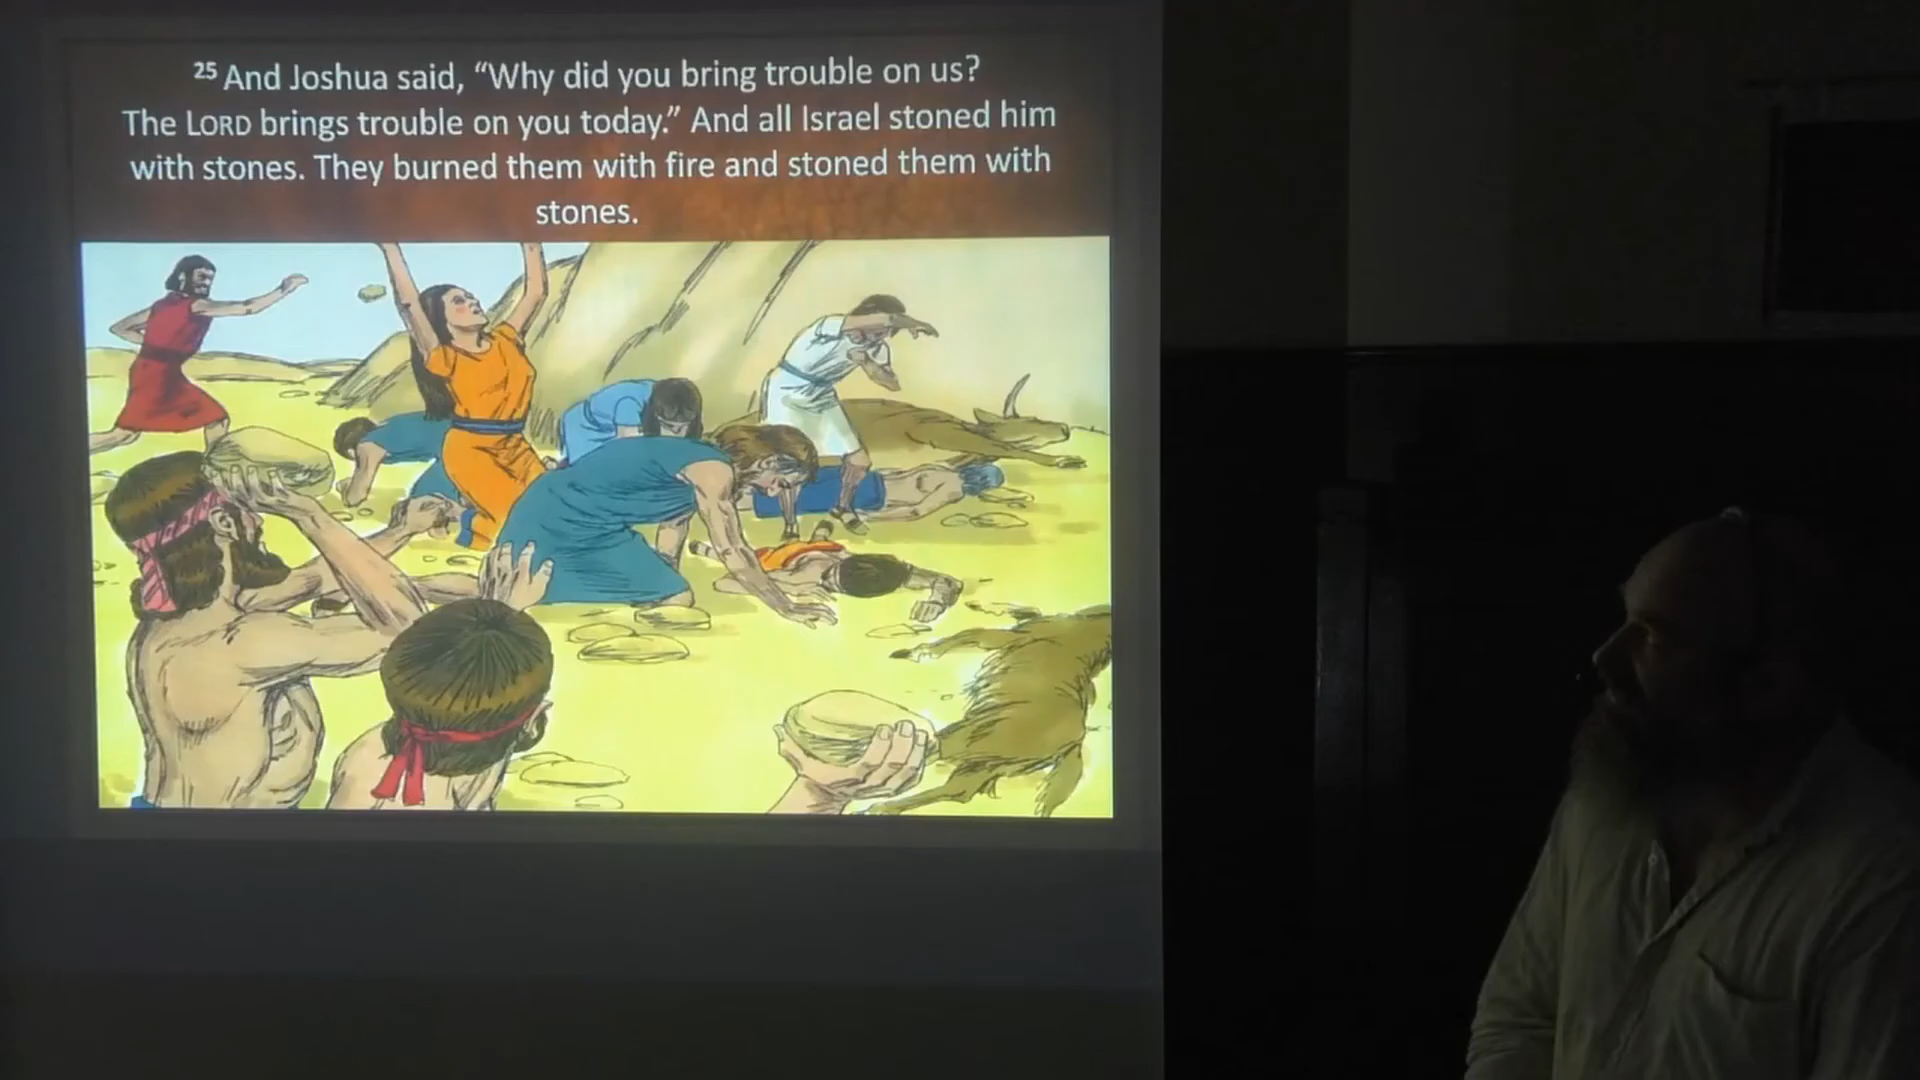 25 And Joshua said, “Why did you bring trouble on us?
The LORD brings trouble on you today.” And all Israel stoned him
with stones. They burned them with fire and stoned them with
stones.